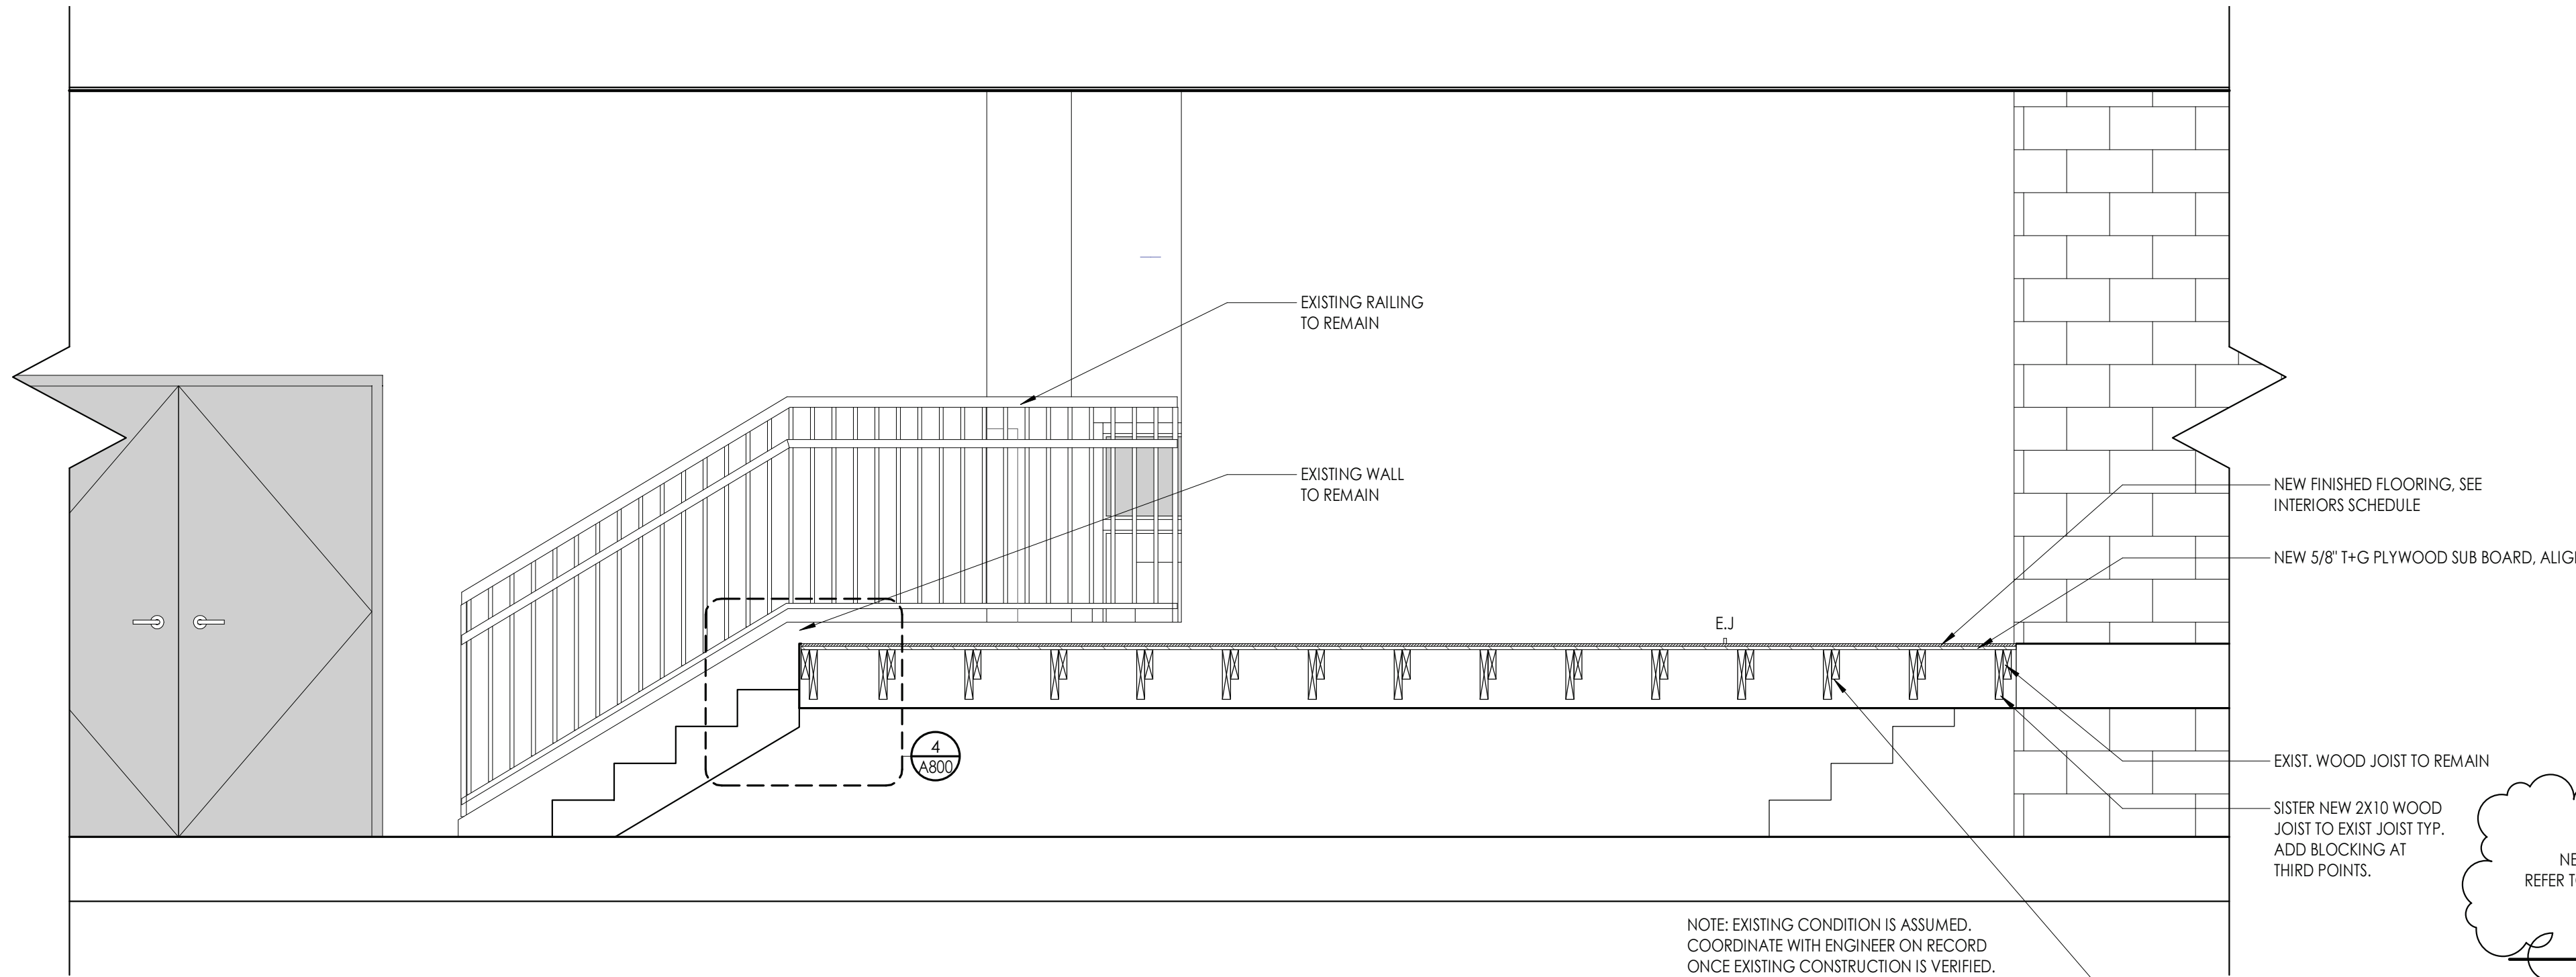 EXISTING RAILING
TO REMAIN
EXISTING WALL
TO REMAIN
NEW FINISHED FLOORING, SEE
INTERIORS SCHEDULE
NEW 5/8" T+G PLYWOOD SUB BOARD,
E.J
4
A800
EXIST. WOOD JOIST TO REMAIN
SISTER NEW 2X10 WOOD
JOIST TO EXIST JOIST TYP.
ADD BLOCKING AT
THIRD POINTS.
REFER
NOTE: EXISTING CONDITION IS ASSUMED.
COORDINATE WITH ENGINEER ON RECORD
ONCE EXISTING CONSTRUCTION IS VERIFIED.